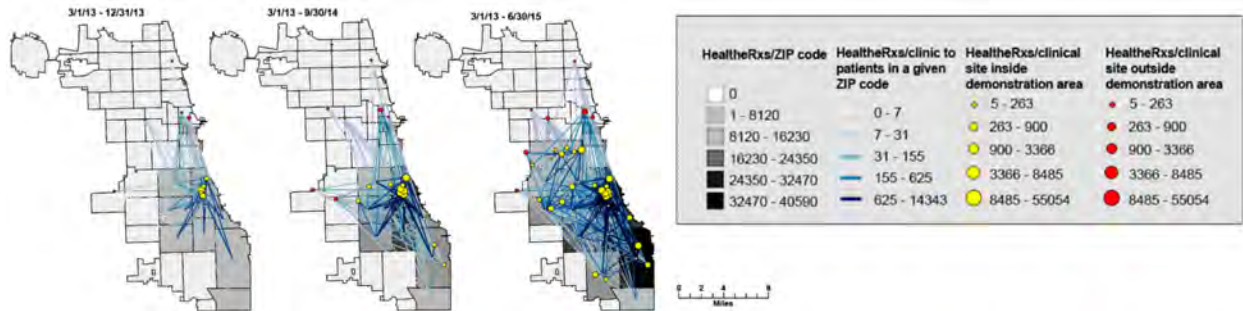 3/1/13 - 12/31/13
3/1/13 - 9/30/14
3/1/13 - 6/30/15
HealtheRxs/ZIP code
0
1 - 8120
8120 - 16230
16230 - 24350
24350 - 32470
32470 - 40590
HealtheRxs/clinic to
patients in a given
ZIP code
0 - 7
7 - 31
31 - 155
155 - 625
625 - 14343
HealtheRxs/clinical
site inside
demonstration area
5 - 263
263 - 900
900 - 3366
3366 - 8485
8485 - 55054
HealtheRxs/clinical
site outside
demonstration area
5 - 263
263 - 900
900 - 3366
3366 - 8485
8485 - 55054
0 2 4 8
Miles